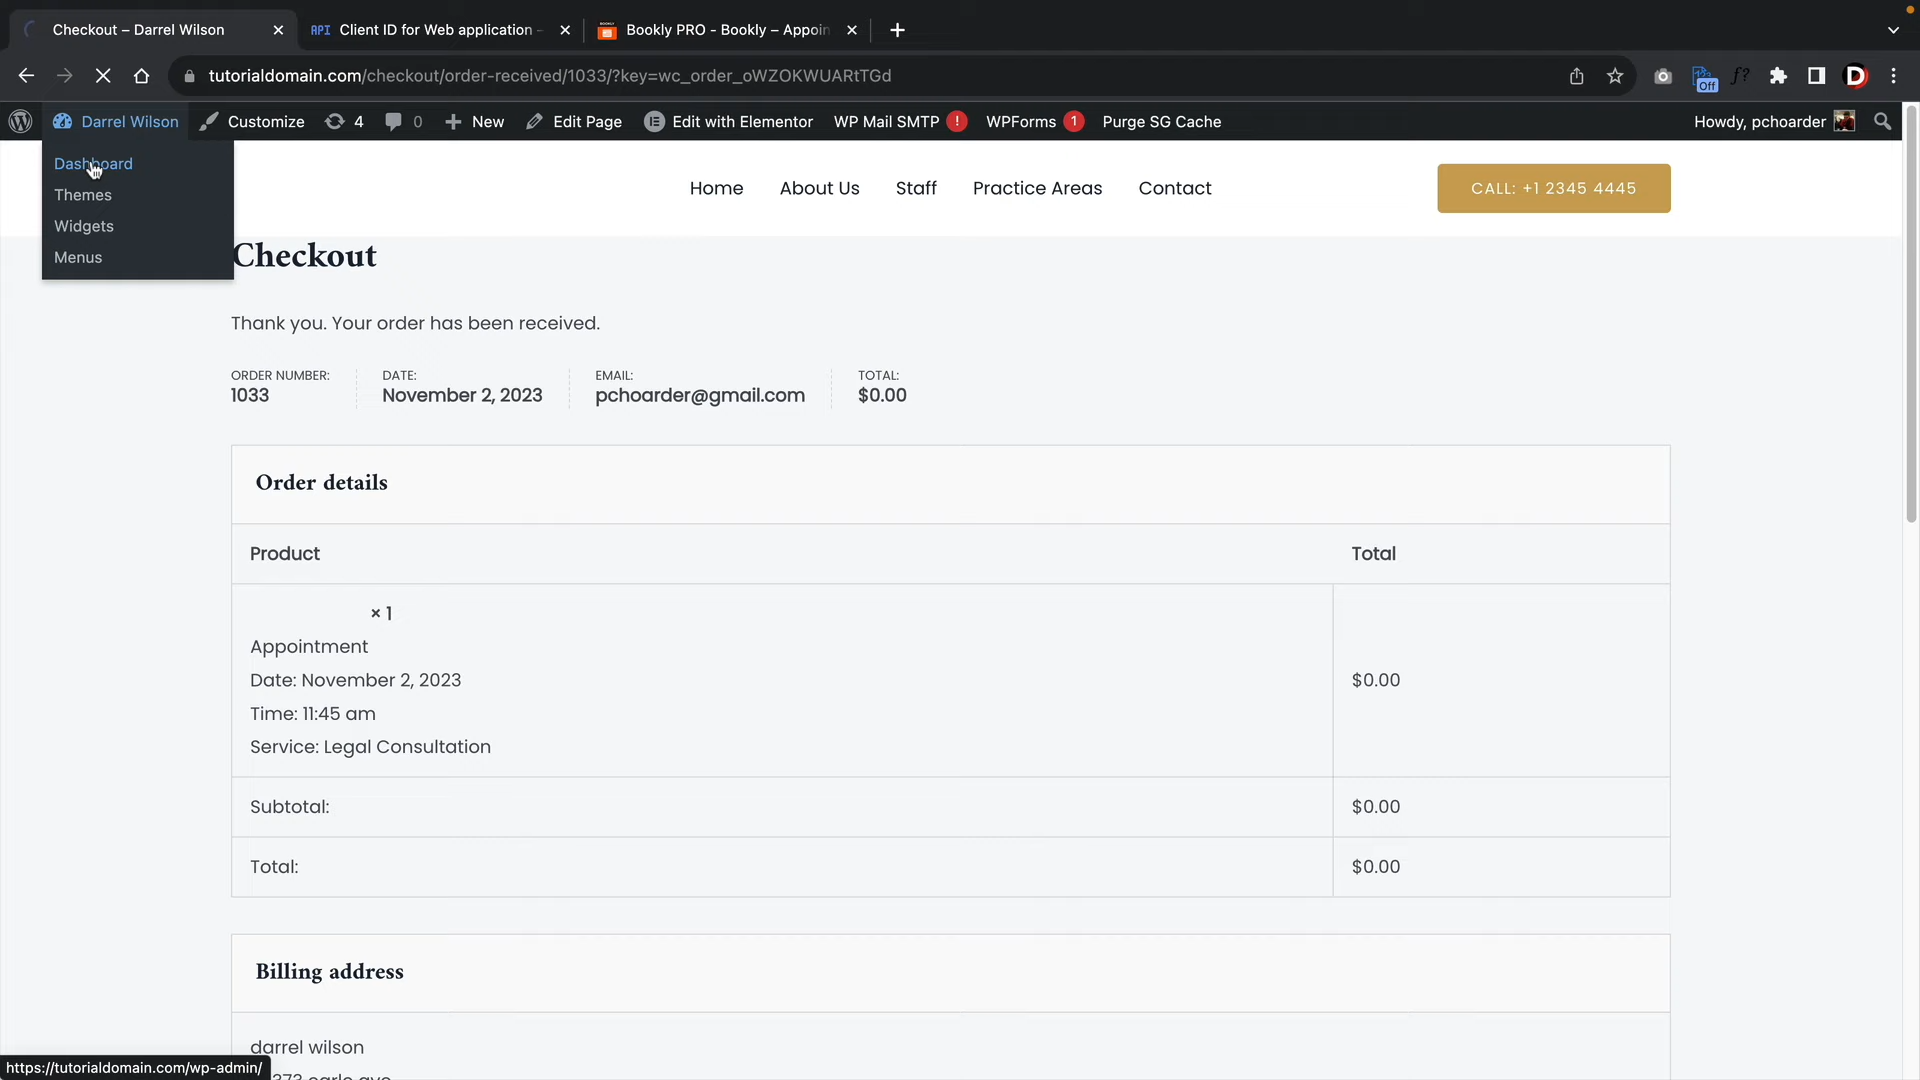 Checkout – Darrel Wilson
API Client ID for Web application -
Bookly PRO - Bookly – Appoin
tutorialdomain.com/checkout/order-received/1033/?key=wc_order_oWZOKWUARtTGd
Off
f?
D
Darrel Wilson
Customize
4
0
New
Edit Page
Edit with Elementor
WP Mail SMTP !
WPForms 1
Purge SG Cache
Howdy, pchoarder
Dashboard
Themes
Widgets
Menus
Home
About Us
Staff
Practice Areas
Contact
CALL: +1 2345 4445
Checkout
Thank you. Your order has been received.
ORDER NUMBER:
1033
DATE:
November 2, 2023
EMAIL:
pchoarder@gmail.com
TOTAL:
$0.00
Order details
Product
Total
× 1
Appointment
Date: November 2, 2023
Time: 11:45 am
Service: Legal Consultation
$0.00
Subtotal:
$0.00
Total:
$0.00
Billing address
darrel wilson
https://tutorialdomain.com/wp-admin/